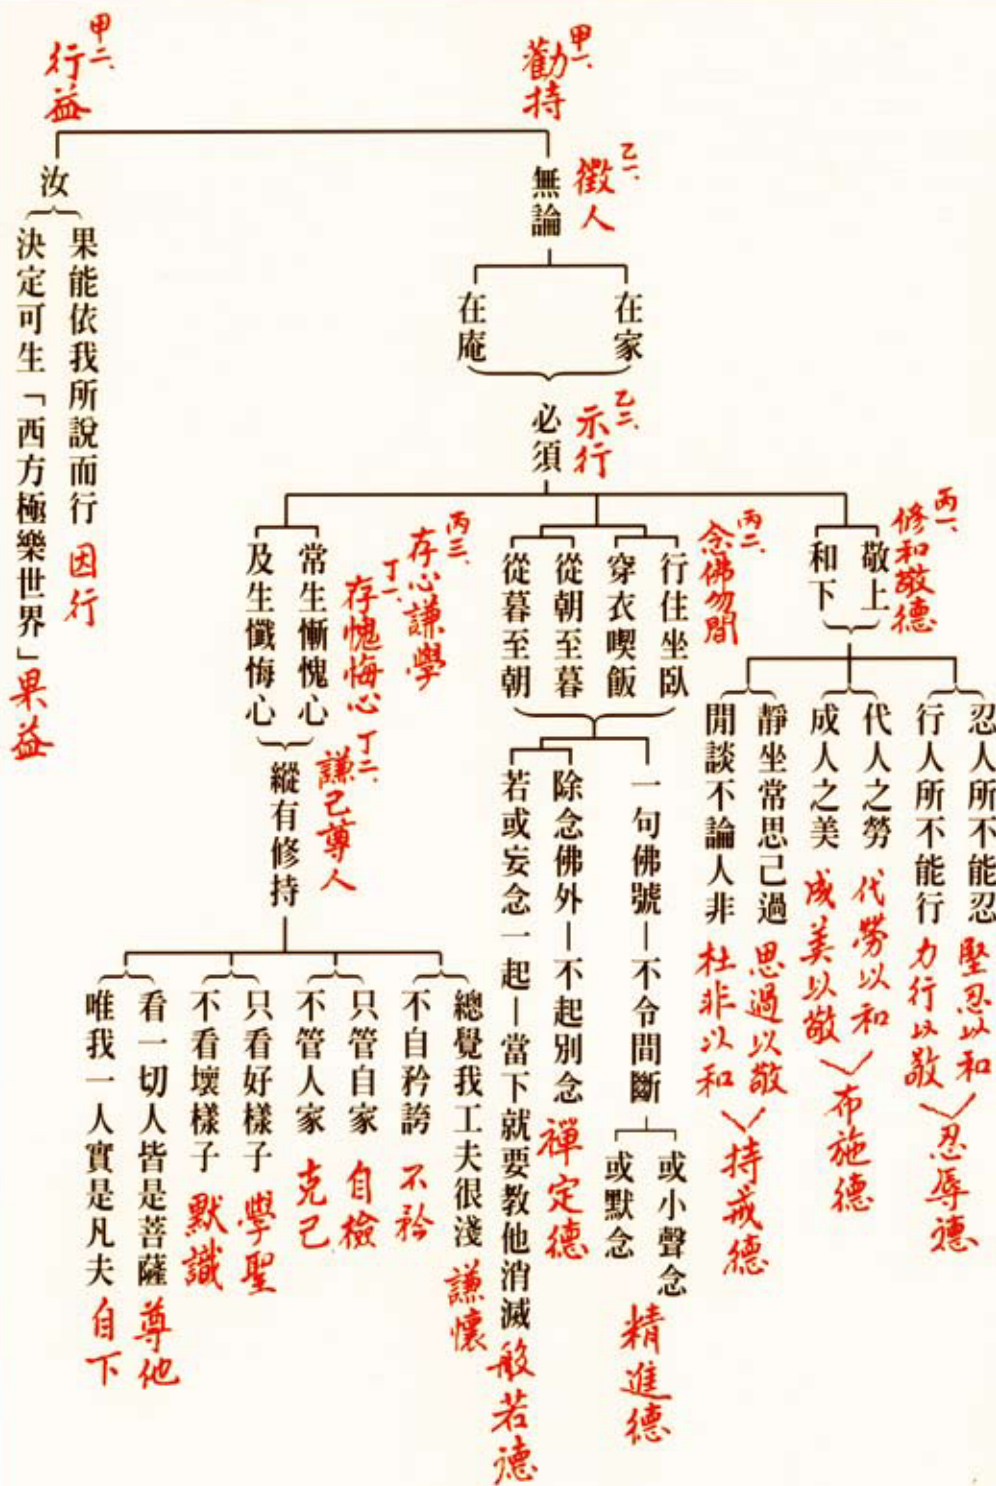 甲一、勸持
乙一、徵人
無論
在家
在庵
乙二、示行
必須
丙一、修和敬德
敬上
和下
忍人所不能忍 堅忍以和
行人所不能行 力行以敬
忍辱德
代人之勞 代勞以和
成人之美 成美以敬
布施德
靜坐常思己過 思過以敬
閒談不論人非 杜非以和
持戒德
丙二、念佛勿間
行住坐臥
穿衣喫飯
從朝至暮
從暮至朝
一句佛號—不令間斷
或小聲念
或默念
精進德
除念佛外—不起別念 禪定德
若或妄念一起—當下就要教他消滅 般若德
丙三、存心謙學
丁一、存愧悔心
常生慚愧心
及生懺悔心
丁二、謙己尊人
縱有修持
總覺我工夫很淺 謙懷
不自矜誇 不矜
只管自家 自檢
不管人家 克己
只看好樣子 學聖
不看壞樣子 默識
看一切人皆是菩薩 尊他
唯我一人實是凡夫 自下
甲二、行益
汝
果能依我所說而行 因行
決定可生「西方極樂世界」 果益